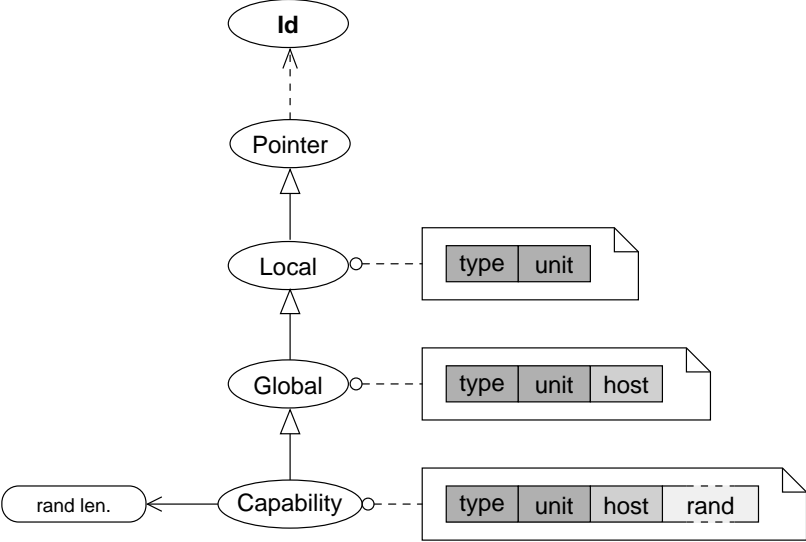 Id
Pointer
Local
type unit
Global
type unit host
rand len.
Capability
type unit host rand